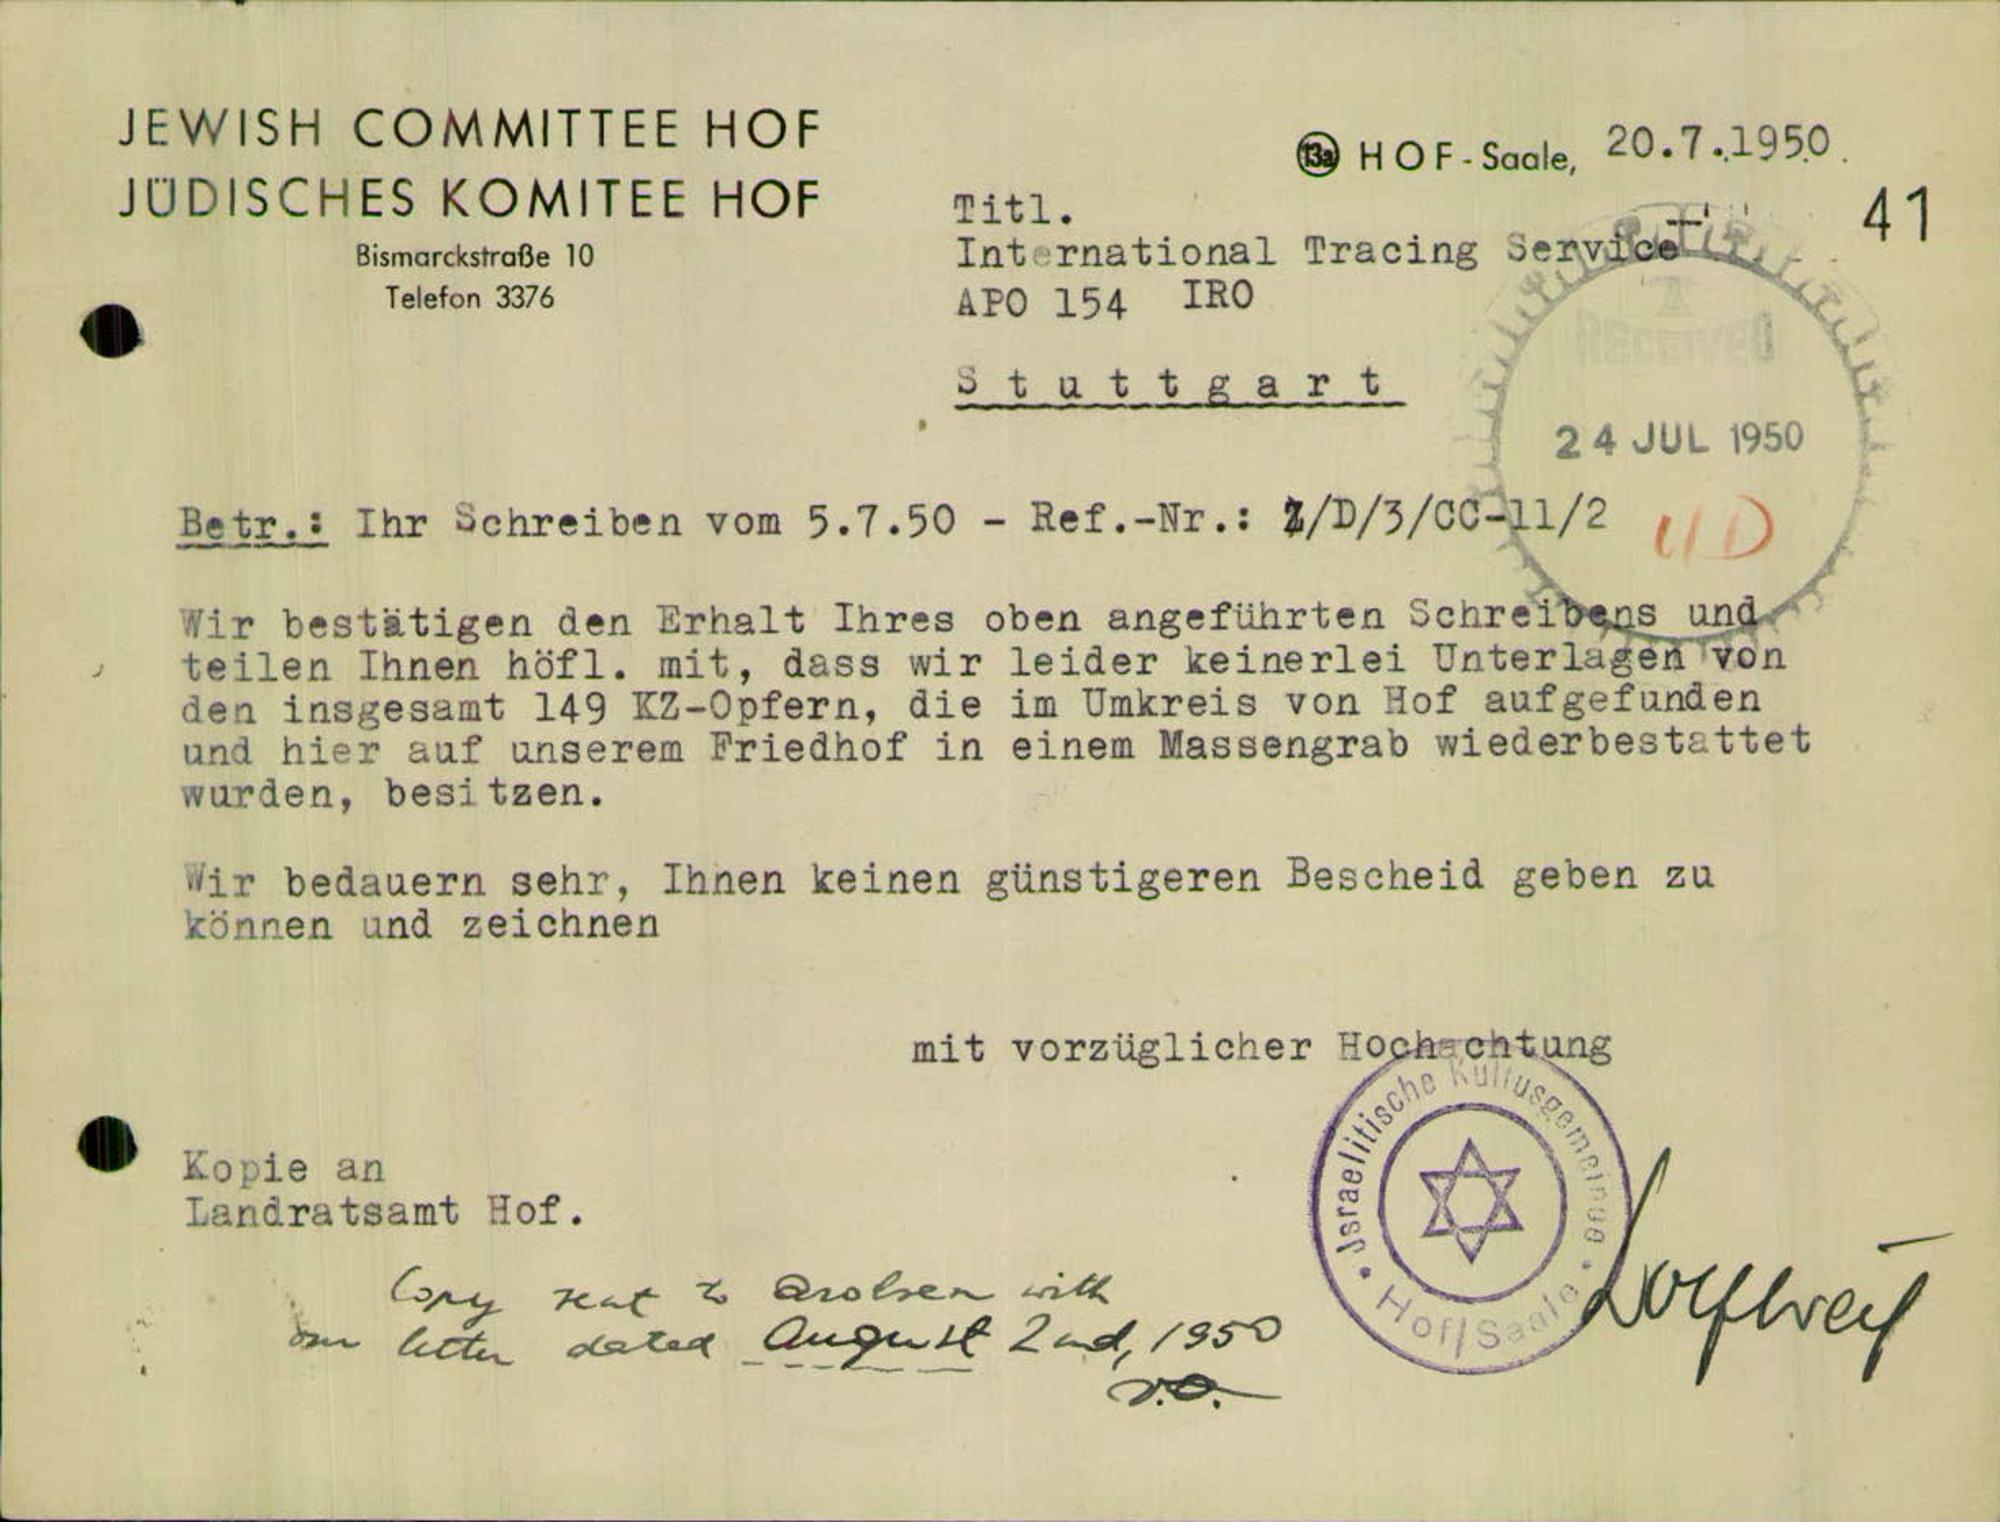 JEWISH COMMITTEE HOF
JÜDISCHES KOMITEE HOF
Bismarckstraße 10
Telefon 3376
13a HOF-Saale, 20.7.1950.
41
Titl.
International Tracing Service
APO 154 IRO
Stuttgart
RECEIVED
24 JUL 1950
Betr.: Ihr Schreiben vom 5.7.50 - Ref.-Nr.: Z/D/3/CC-11/2
Wir bestätigen den Erhalt Ihres oben angeführten Schreibens und
teilen Ihnen höfl. mit, dass wir leider keinerlei Unterlagen von
den insgesamt 149 KZ-Opfern, die im Umkreis von Hof aufgefunden
und hier auf unserem Friedhof in einem Massengrab wiederbestattet
wurden, besitzen.
Wir bedauern sehr, Ihnen keinen günstigeren Bescheid geben zu
können und zeichnen
mit vorzüglicher Hochachtung
Israelitische Kultusgemeinde
Hof/Saale
Kopie an
Landratsamt Hof.
Copy sent to Arolsen with
our letter dated August 2nd, 1950